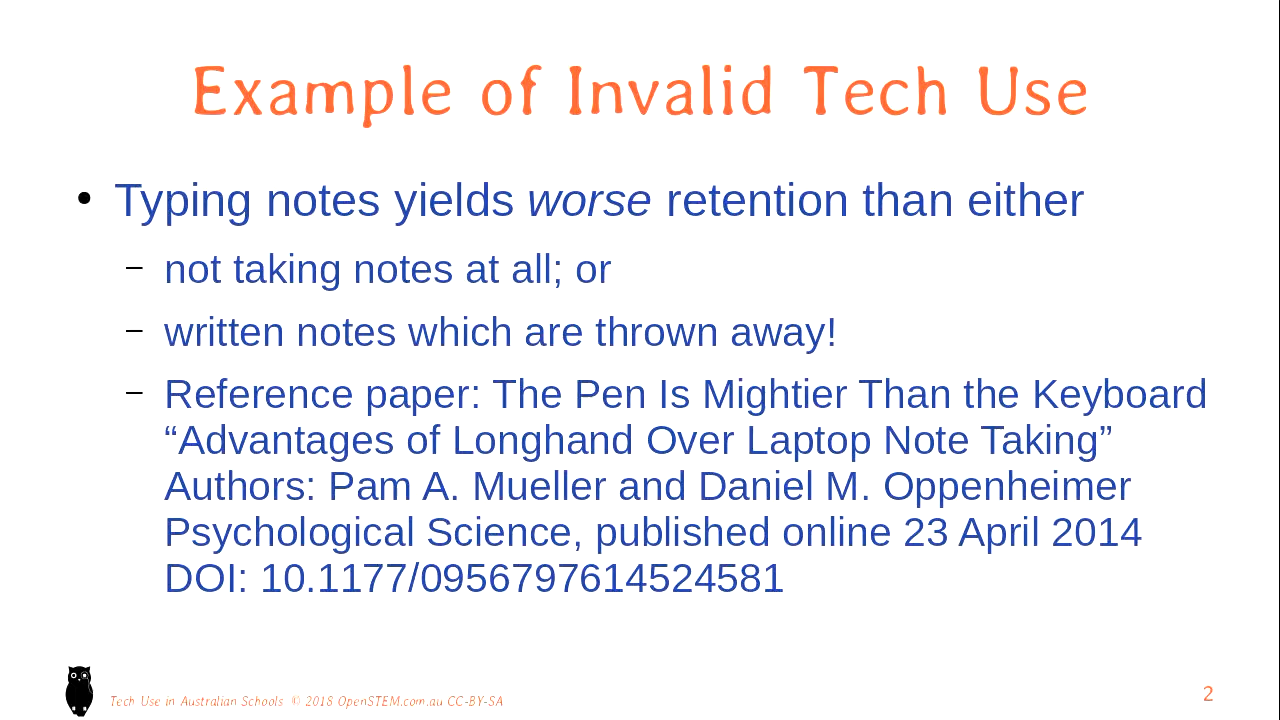 Example of Invalid Tech Use
• Typing notes yields worse retention than either
– not taking notes at all; or
– written notes which are thrown away!
– Reference paper: The Pen Is Mightier Than the Keyboard
“Advantages of Longhand Over Laptop Note Taking”
Authors: Pam A. Mueller and Daniel M. Oppenheimer
Psychological Science, published online 23 April 2014
DOI: 10.1177/0956797614524581
Tech Use in Australian Schools © 2018 OpenSTEM.com.au CC-BY-SA
2